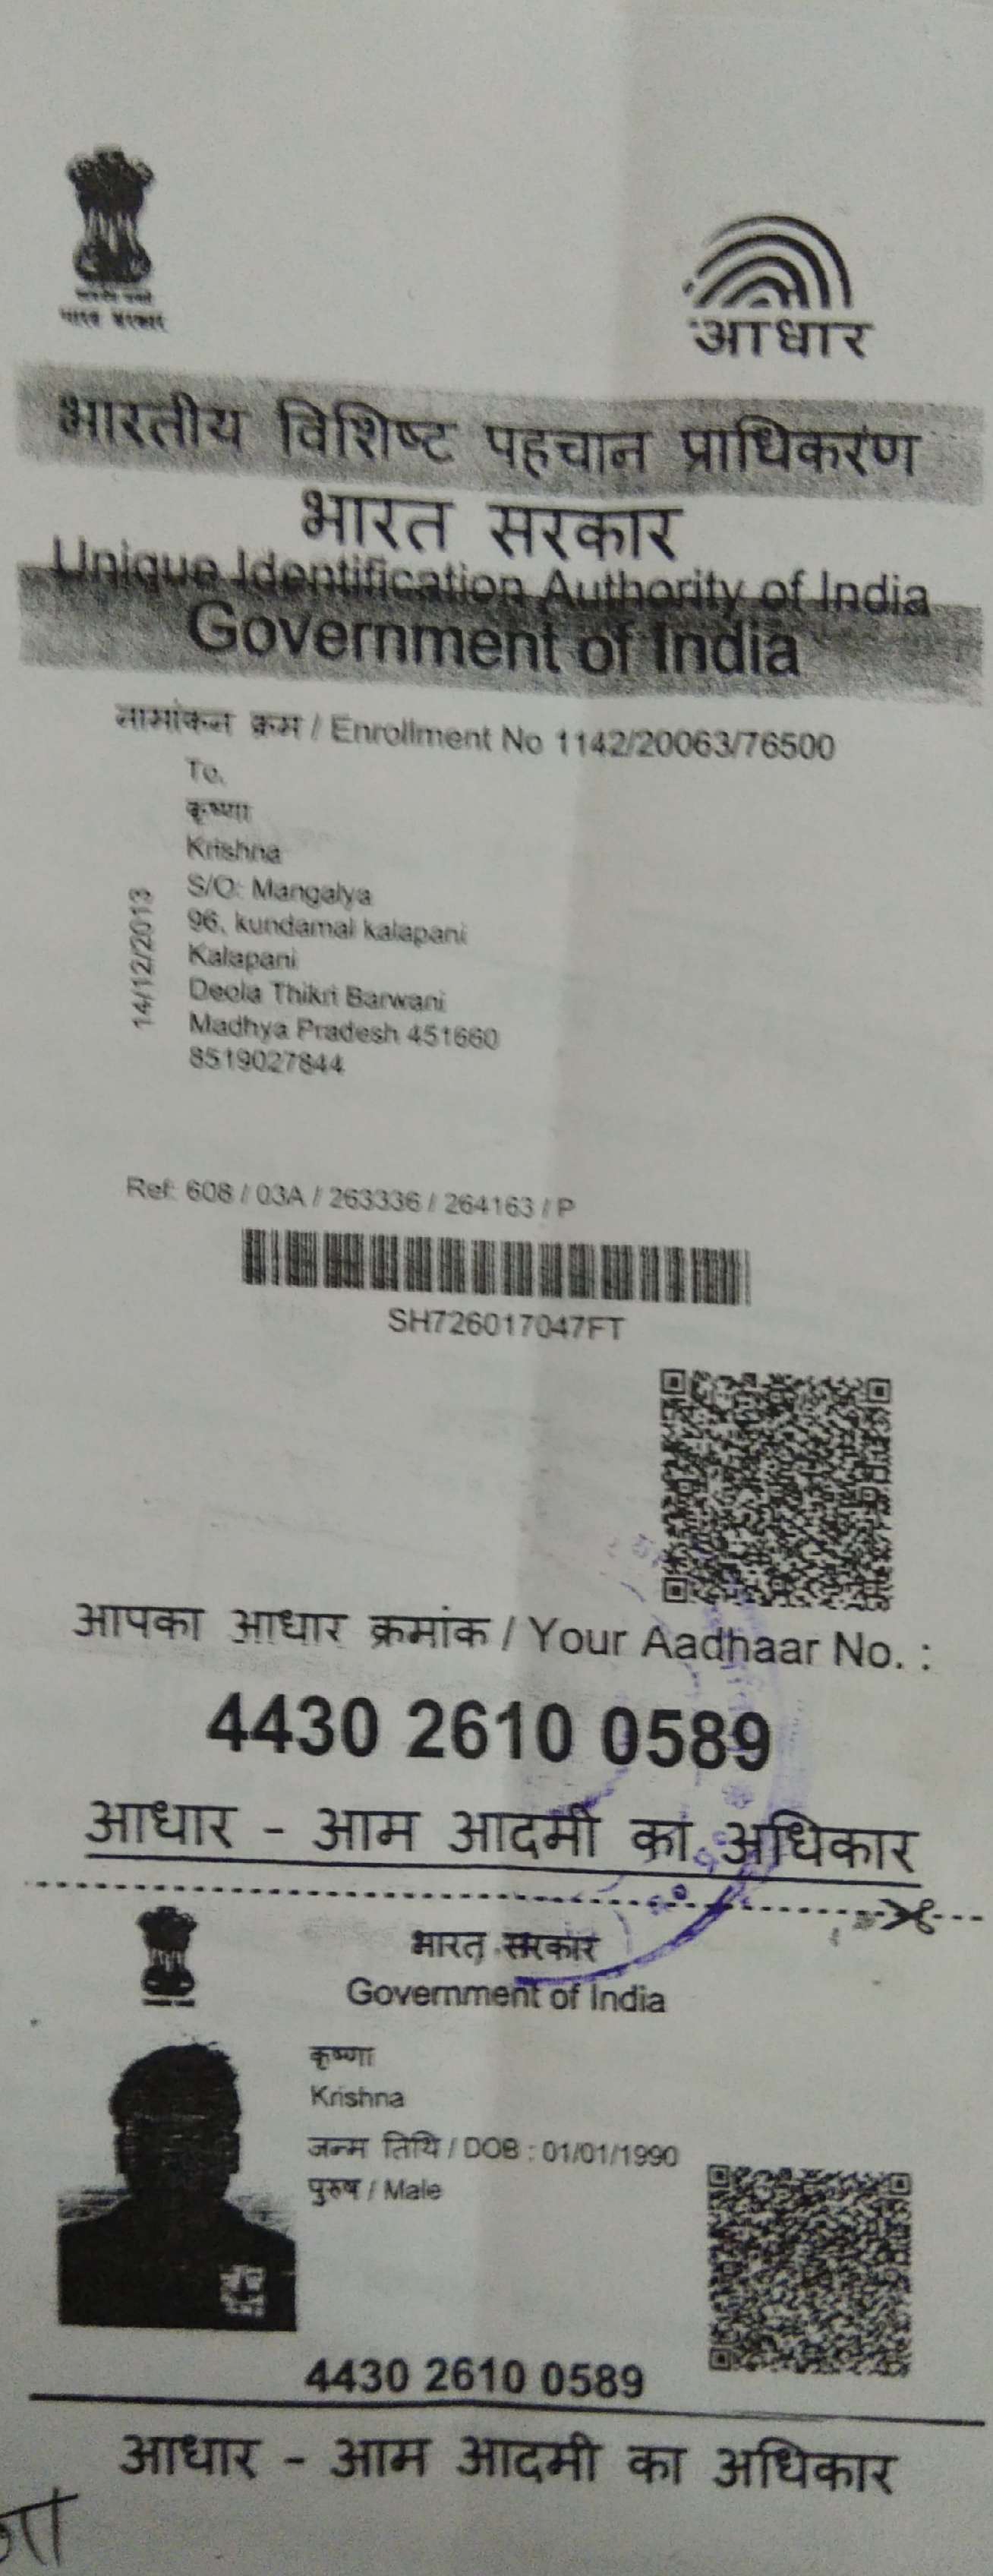 भारत सरकार
आधार
भारतीय विशिष्ट पहचान प्राधिकरण
भारत सरकार
Unique Identification Authority of India
Government of India
नामांकन क्रम / Enrollment No 1142/20063/76500
To,
कृष्णा
Krishna
S/O: Mangalya
96, kundamal kalapani
Kalapani
Deola Thikri Barwani
Madhya Pradesh 451660
8519027844
14/12/2013
Ref: 608 / 03A / 263336 / 264163 / P
SH726017047FT
आपका आधार क्रमांक / Your Aadhaar No. :
4430 2610 0589
आधार - आम आदमी का अधिकार
भारत सरकार
Government of India
कृष्णा
Krishna
जन्म तिथि / DOB : 01/01/1990
पुरुष / Male
4430 2610 0589
आधार - आम आदमी का अधिकार